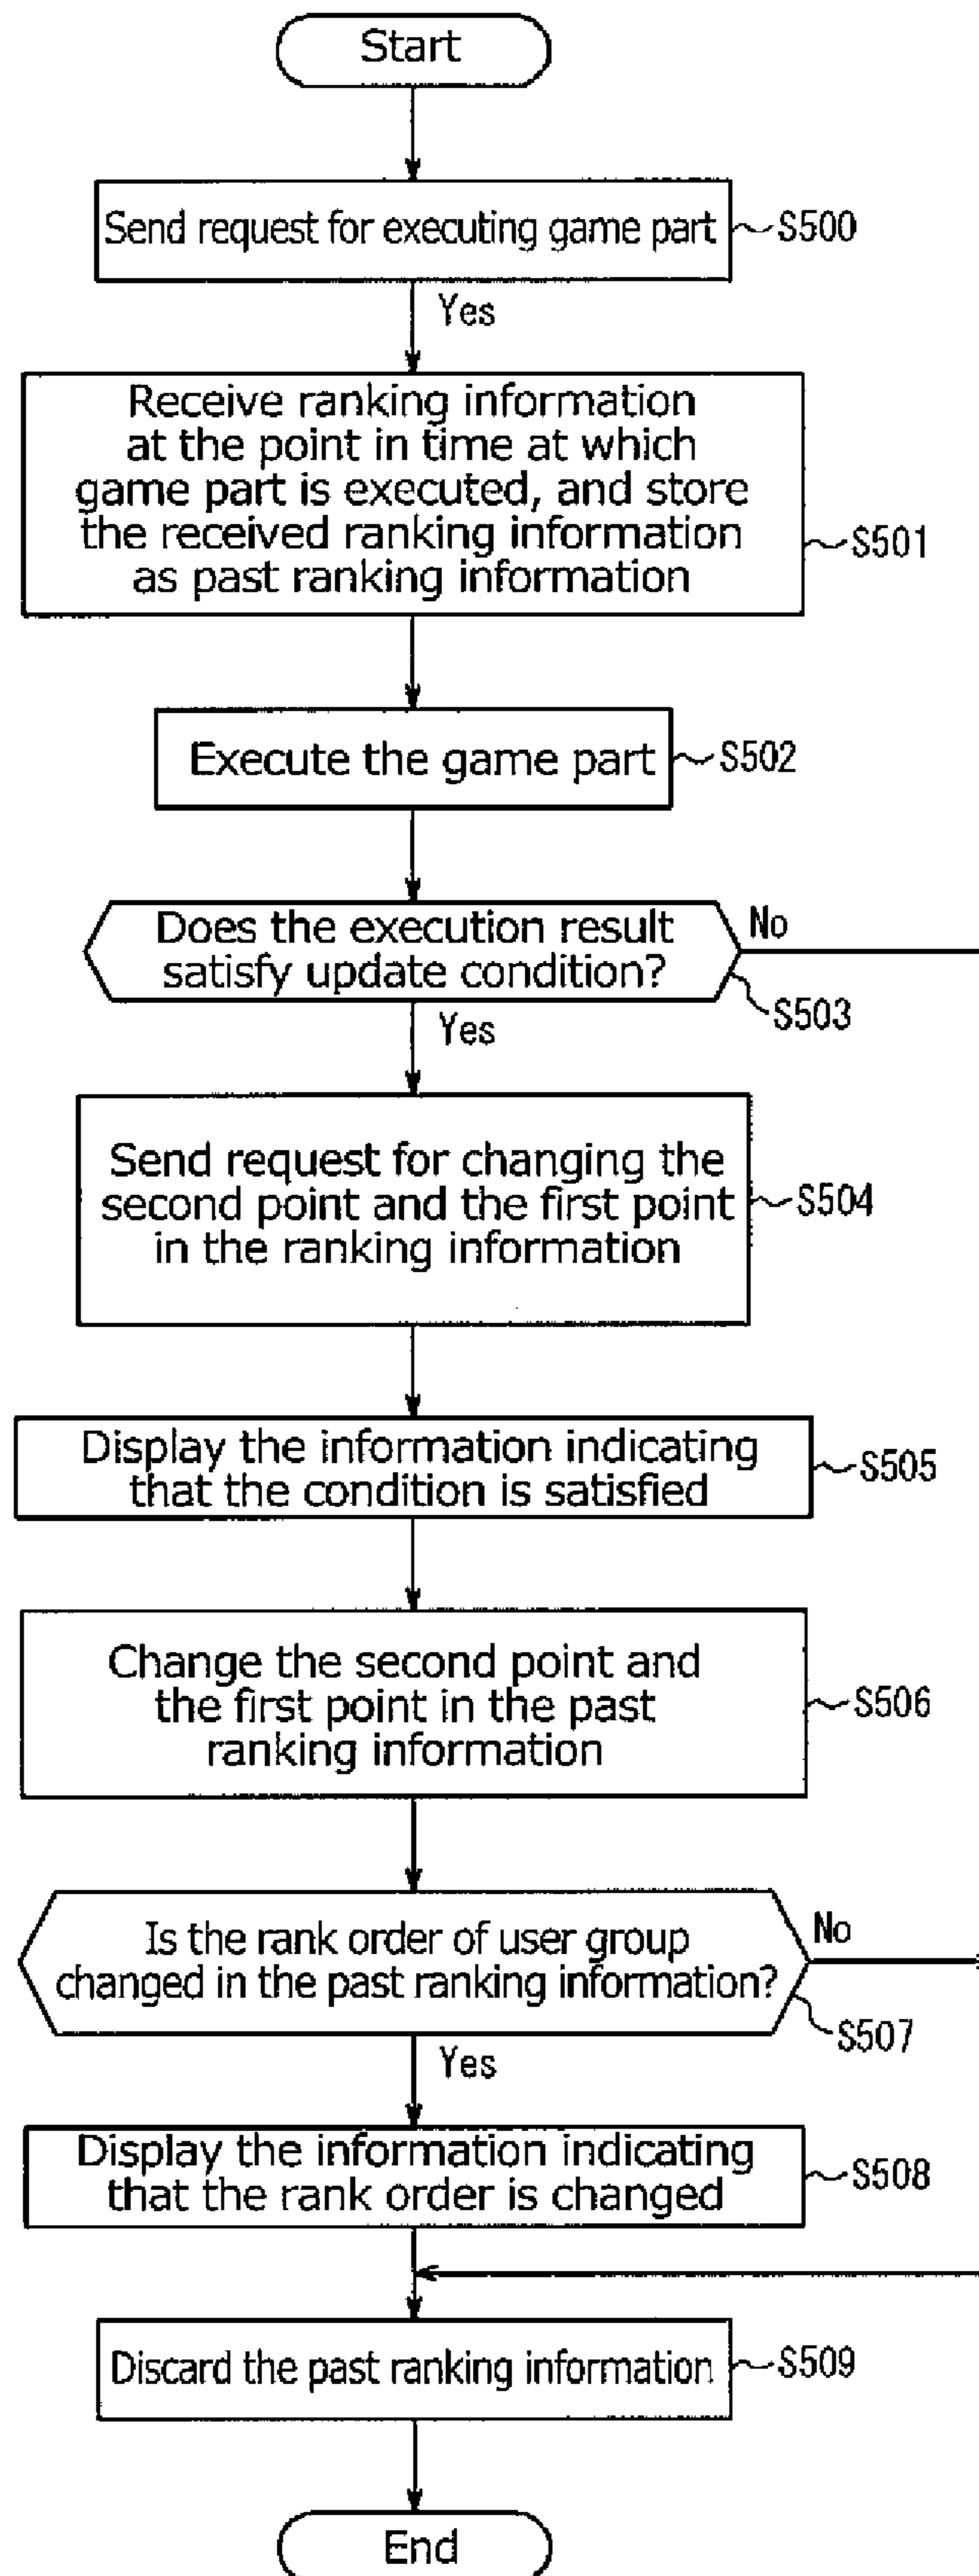 Start
Send request for executing game part
S500
Yes
Receive ranking information
at the point in time at which
game part is executed, and store
the received ranking information
as past ranking information
S501
Execute the game part
S502
Does the execution result
satisfy update condition?
No
S503
Yes
Send request for changing the
second point and the first point
in the ranking information
S504
Display the information indicating
that the condition is satisfied
S505
Change the second point and
the first point in the past
ranking information
S506
Is the rank order of user group
changed in the past ranking information?
No
S507
Yes
Display the information indicating
that the rank order is changed
S508
Discard the past ranking information
S509
End